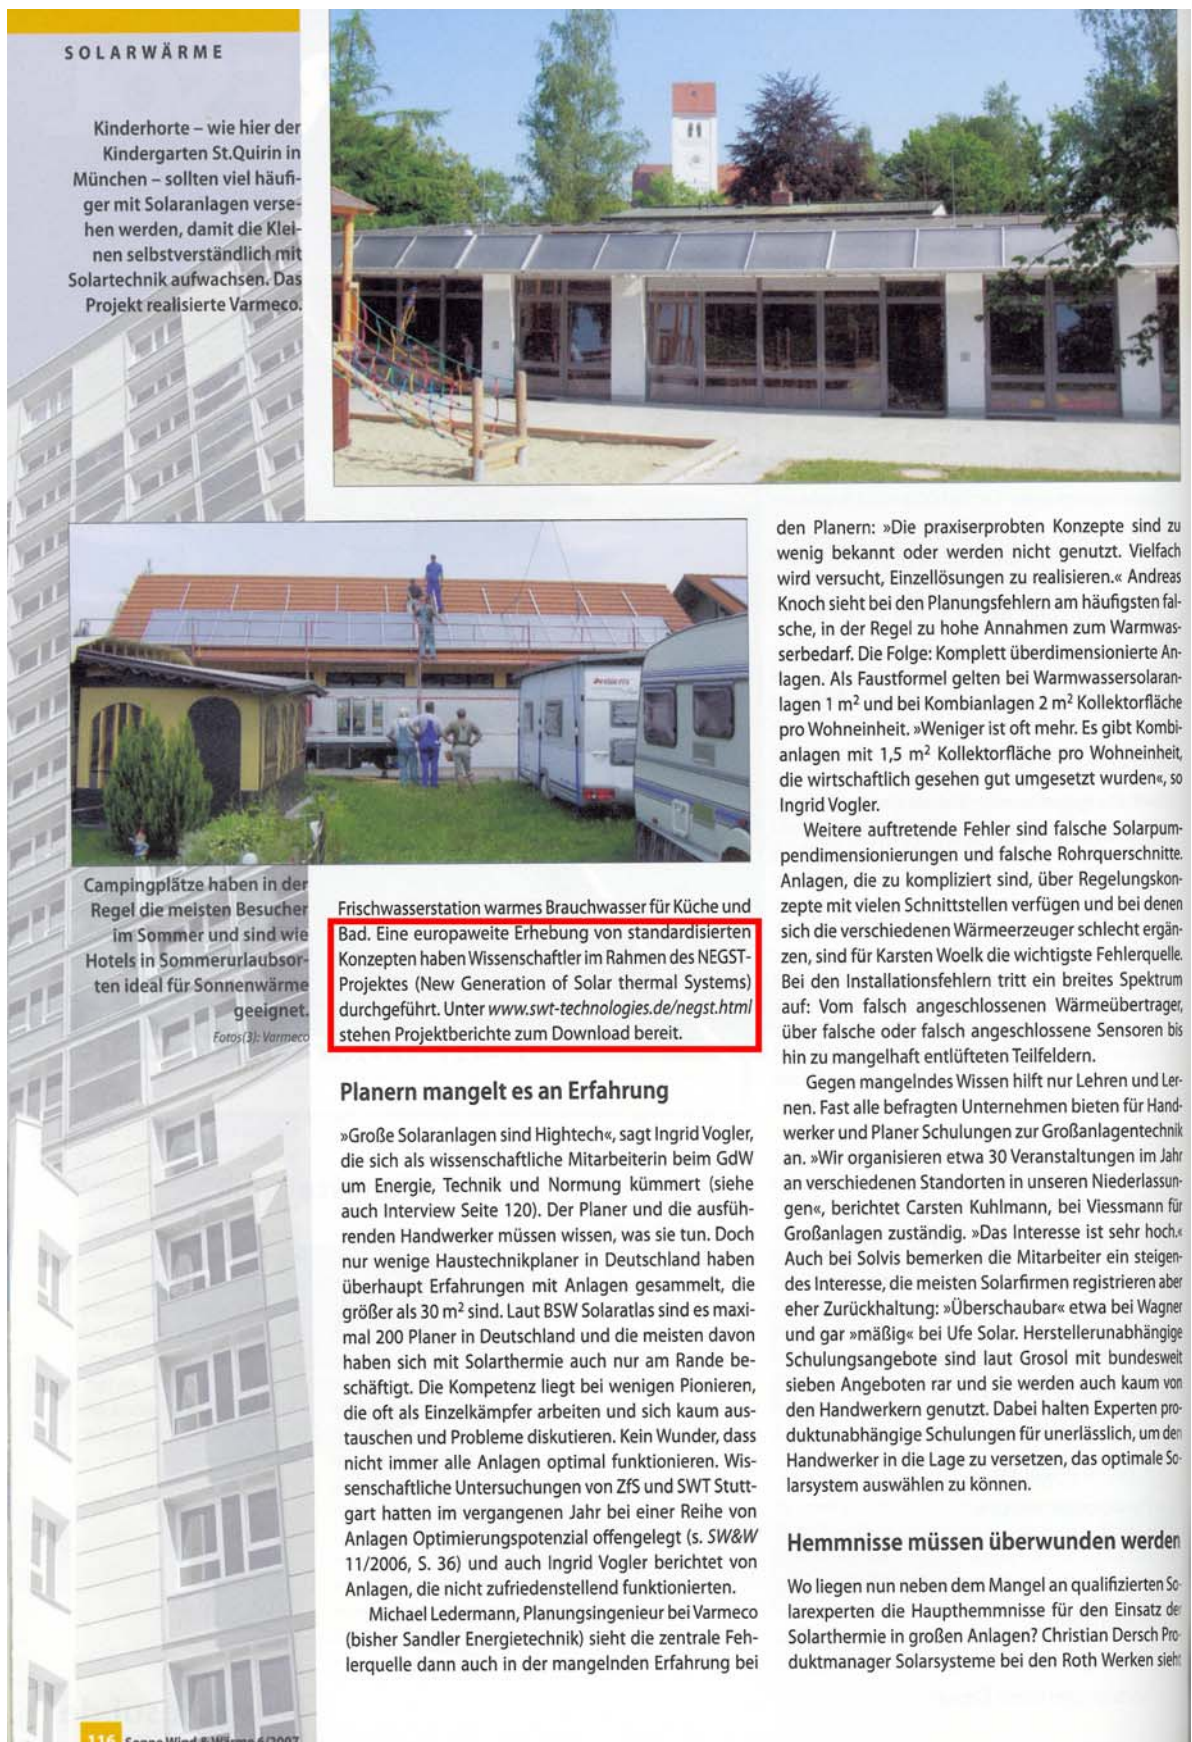 SOLARWÄRME
Kinderhorte – wie hier der
Kindergarten St.Quirin in
München – sollten viel häufi-
ger mit Solaranlagen verse-
hen werden, damit die Klei-
nen selbstverständlich mit
Solartechnik aufwachsen. Das
Projekt realisierte Varmeco.
Campingplätze haben in der
Regel die meisten Besucher
im Sommer und sind wie
Hotels in Sommerurlaubsor-
ten ideal für Sonnenwärme
geeignet.
Fotos(3): Varmeco
Frischwasserstation warmes Brauchwasser für Küche und
Bad. Eine europaweite Erhebung von standardisierten
Konzepten haben Wissenschaftler im Rahmen des NEGST-
Projektes (New Generation of Solar thermal Systems)
durchgeführt. Unter www.swt-technologies.de/negst.html
stehen Projektberichte zum Download bereit.
Planern mangelt es an Erfahrung
»Große Solaranlagen sind Hightech«, sagt Ingrid Vogler,
die sich als wissenschaftliche Mitarbeiterin beim GdW
um Energie, Technik und Normung kümmert (siehe
auch Interview Seite 120). Der Planer und die ausfüh-
renden Handwerker müssen wissen, was sie tun. Doch
nur wenige Haustechnikplaner in Deutschland haben
überhaupt Erfahrungen mit Anlagen gesammelt, die
größer als 30 m² sind. Laut BSW Solaratlas sind es maxi-
mal 200 Planer in Deutschland und die meisten davon
haben sich mit Solarthermie auch nur am Rande be-
schäftigt. Die Kompetenz liegt bei wenigen Pionieren,
die oft als Einzelkämpfer arbeiten und sich kaum aus-
tauschen und Probleme diskutieren. Kein Wunder, dass
nicht immer alle Anlagen optimal funktionieren. Wis-
senschaftliche Untersuchungen von ZfS und SWT Stutt-
gart hatten im vergangenen Jahr bei einer Reihe von
Anlagen Optimierungspotenzial offengelegt (s. SW&W
11/2006, S. 36) und auch Ingrid Vogler berichtet von
Anlagen, die nicht zufriedenstellend funktionierten.
Michael Ledermann, Planungsingenieur bei Varmeco
(bisher Sandler Energietechnik) sieht die zentrale Feh-
lerquelle dann auch in der mangelnden Erfahrung bei
den Planern: »Die praxiserprobten Konzepte sind zu
wenig bekannt oder werden nicht genutzt. Vielfach
wird versucht, Einzellösungen zu realisieren.« Andreas
Knoch sieht bei den Planungsfehlern am häufigsten fal-
sche, in der Regel zu hohe Annahmen zum Warmwas-
serbedarf. Die Folge: Komplett überdimensionierte An-
lagen. Als Faustformel gelten bei Warmwassersolaran-
lagen 1 m² und bei Kombianlagen 2 m² Kollektorfläche
pro Wohneinheit. »Weniger ist oft mehr. Es gibt Kombi-
anlagen mit 1,5 m² Kollektorfläche pro Wohneinheit,
die wirtschaftlich gesehen gut umgesetzt wurden«, so
Ingrid Vogler.
Weitere auftretende Fehler sind falsche Solarpum-
pendimensionierungen und falsche Rohrquerschnitte.
Anlagen, die zu kompliziert sind, über Regelungskon-
zepte mit vielen Schnittstellen verfügen und bei denen
sich die verschiedenen Wärmeerzeuger schlecht ergän-
zen, sind für Karsten Woelk die wichtigste Fehlerquelle.
Bei den Installationsfehlern tritt ein breites Spektrum
auf: Vom falsch angeschlossenen Wärmeübertrager,
über falsche oder falsch angeschlossene Sensoren bis
hin zu mangelhaft entlüfteten Teilfeldern.
Gegen mangelndes Wissen hilft nur Lehren und Ler-
nen. Fast alle befragten Unternehmen bieten für Hand-
werker und Planer Schulungen zur Großanlagentechnik
an. »Wir organisieren etwa 30 Veranstaltungen im Jahr
an verschiedenen Standorten in unseren Niederlassun-
gen«, berichtet Carsten Kuhlmann, bei Viessmann für
Großanlagen zuständig. »Das Interesse ist sehr hoch.«
Auch bei Solvis bemerken die Mitarbeiter ein steigen-
des Interesse, die meisten Solarfirmen registrieren aber
eher Zurückhaltung: »Überschaubar« etwa bei Wagner
und gar »mäßig« bei Ufe Solar. Herstellerunabhängige
Schulungsangebote sind laut Grosol mit bundesweit
sieben Angeboten rar und sie werden auch kaum von
den Handwerkern genutzt. Dabei halten Experten pro-
duktunabhängige Schulungen für unerlässlich, um den
Handwerker in die Lage zu versetzen, das optimale So-
larsystem auswählen zu können.
Hemmnisse müssen überwunden werden
Wo liegen nun neben dem Mangel an qualifizierten So-
larexperten die Haupthemmnisse für den Einsatz der
Solarthermie in großen Anlagen? Christian Dersch Pro-
duktmanager Solarsysteme bei den Roth Werken sieht
116 Sonne Wind & Wärme 6/2007